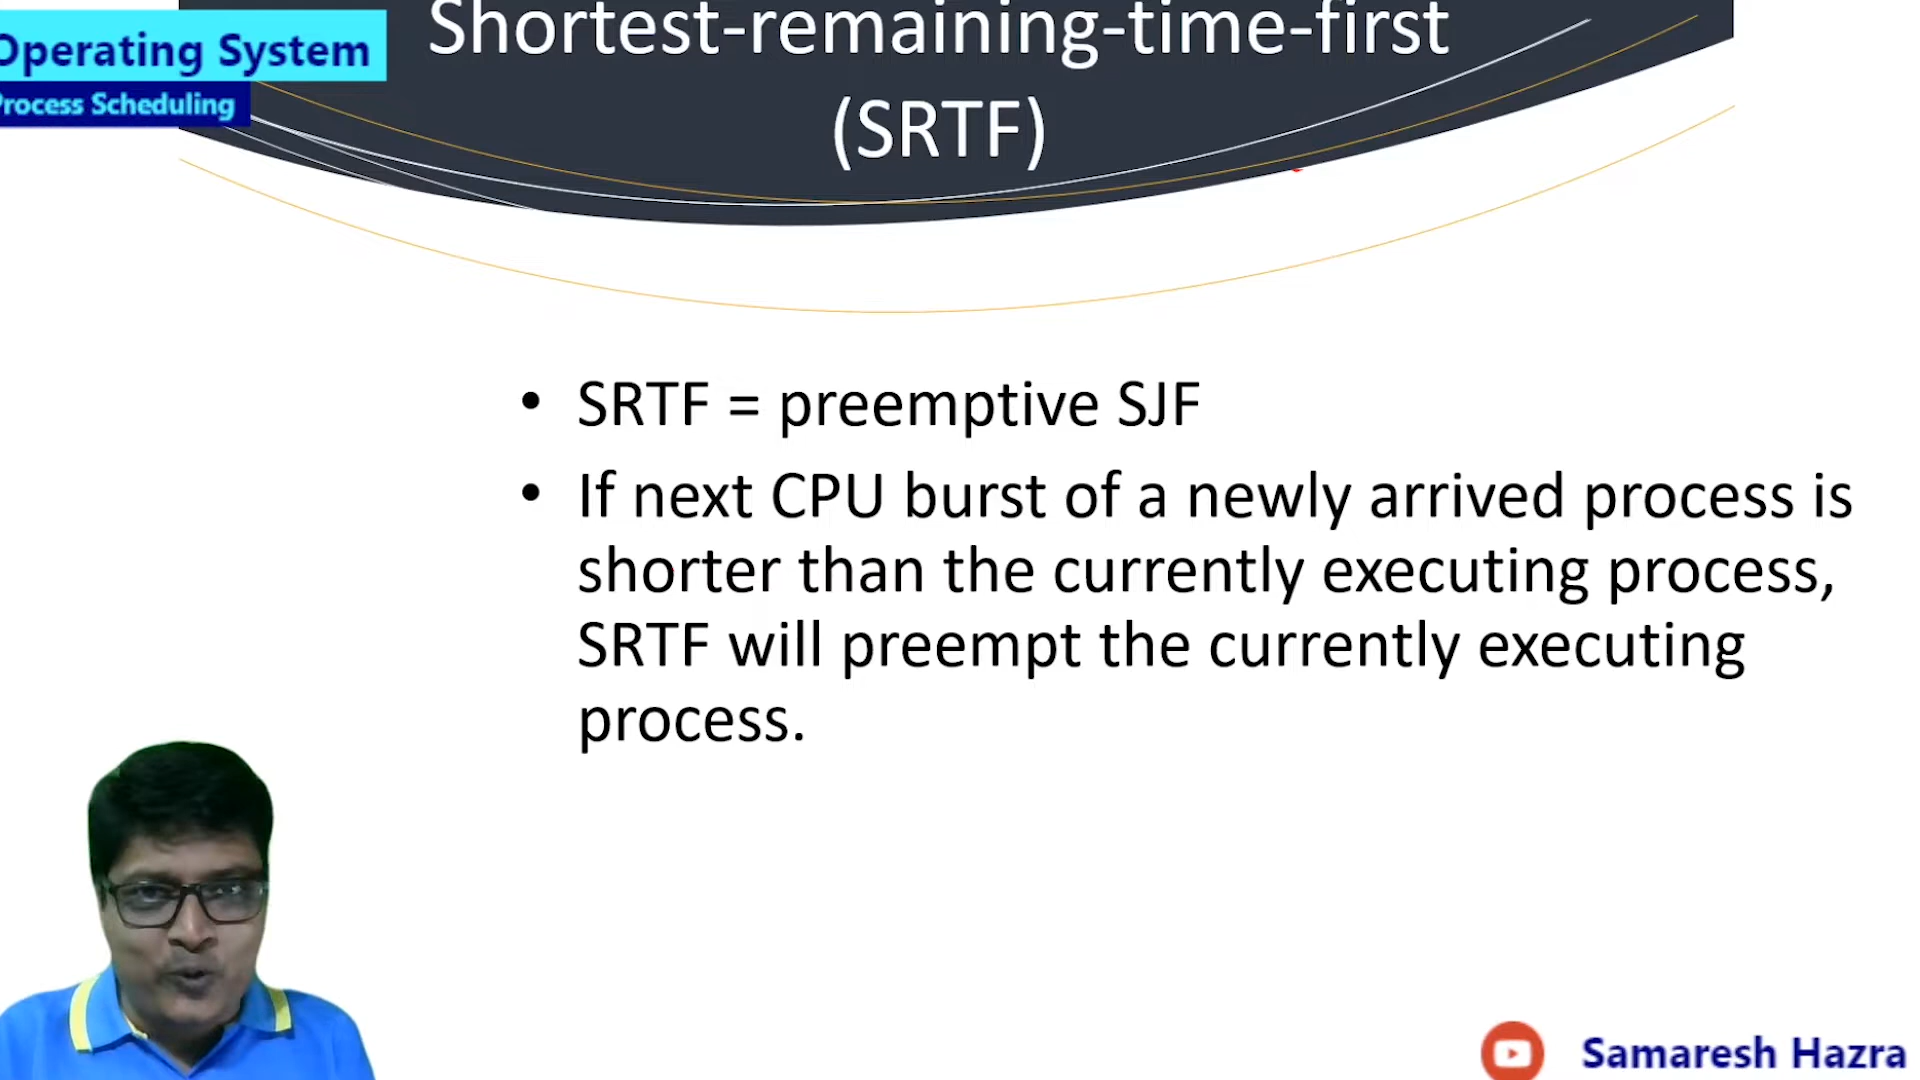 Operating System
Process Scheduling
Shortest-remaining-time-first
(SRTF)
• SRTF = preemptive SJF
• If next CPU burst of a newly arrived process is
shorter than the currently executing process,
SRTF will preempt the currently executing
process.
Samaresh Hazra